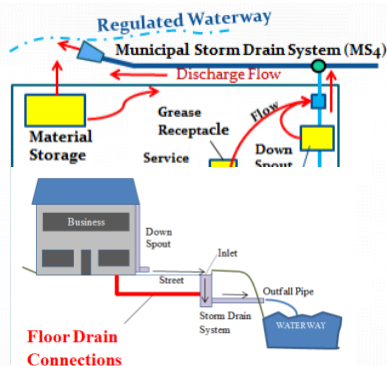 Regulated Waterway
Municipal Storm Drain System (MS4)
Discharge Flow
Grease
Receptacle
Flow
Material
Storage
Service
Down
Spout
Business
Down
Spout
Inlet
Street
Outfall Pipe
Storm Drain
System
WATERWAY
Floor Drain
Connections